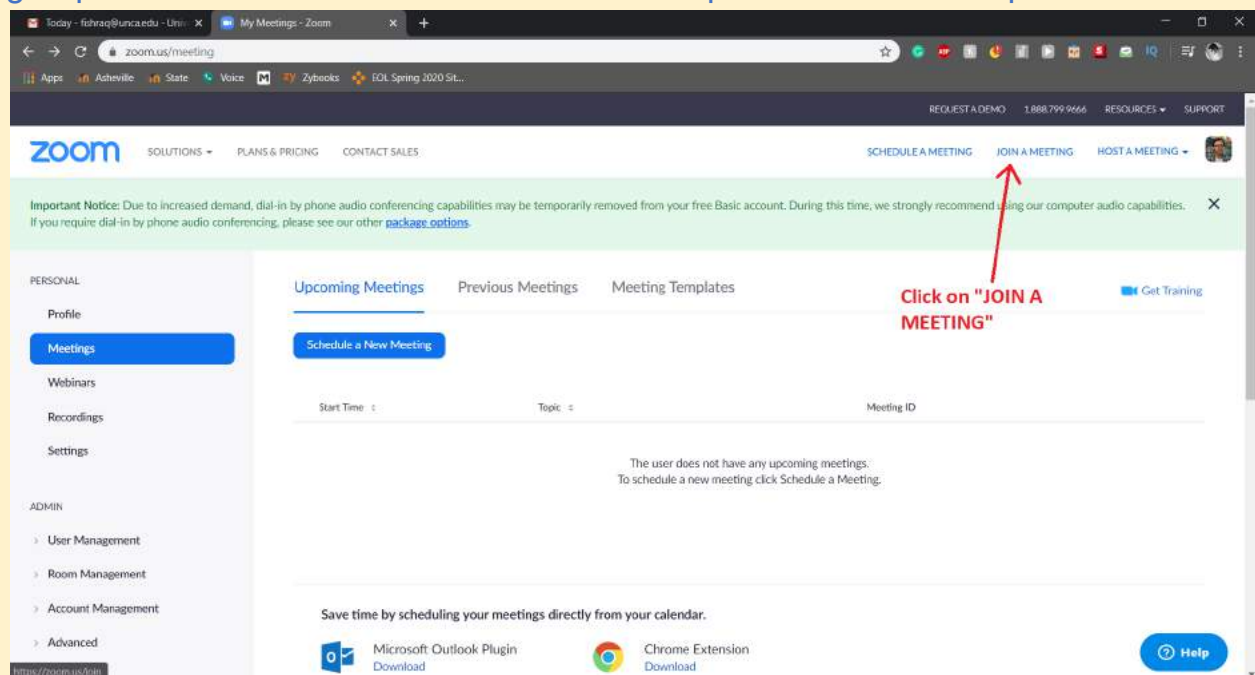 Today - fishraq@unca.edu - Univ
My Meetings - Zoom
zoom.us/meeting
Apps
Asheville
State
Voice
Zybooks
EOL Spring 2020 Sit...
REQUEST A DEMO 1.888.799.9666 RESOURCES SUPPORT
zoom SOLUTIONS PLANS & PRICING CONTACT SALES SCHEDULE A MEETING JOIN A MEETING HOST A MEETING
Important Notice: Due to increased demand, dial-in by phone audio conferencing capabilities may be temporarily removed from your free Basic account. During this time, we strongly recommend using our computer audio capabilities.
If you require dial-in by phone audio conferencing, please see our other package options.
PERSONAL
Profile
Meetings
Webinars
Recordings
Settings
ADMIN
User Management
Room Management
Account Management
Advanced
https://zoom.us/join
Upcoming Meetings Previous Meetings Meeting Templates
Click on "JOIN A
MEETING"
Get Training
Schedule a New Meeting
Start Time Topic Meeting ID
The user does not have any upcoming meetings.
To schedule a new meeting click Schedule a Meeting.
Save time by scheduling your meetings directly from your calendar.
Microsoft Outlook Plugin
Download
Chrome Extension
Download
Help